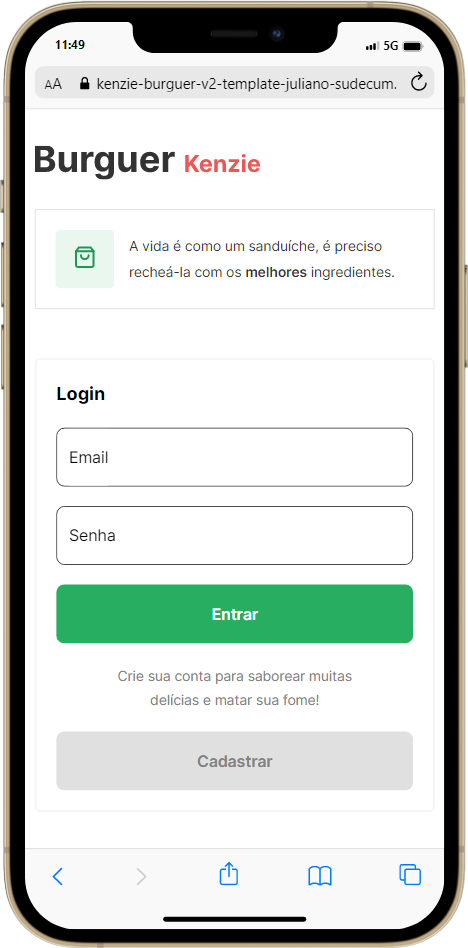 11:49
5G
AA kenzie-burguer-v2-template-juliano-sudecum.
Burguer Kenzie
A vida é como um sanduíche, é preciso
recheá-la com os melhores ingredientes.
Login
Email
Senha
Entrar
Crie sua conta para saborear muitas
delícias e matar sua fome!
Cadastrar